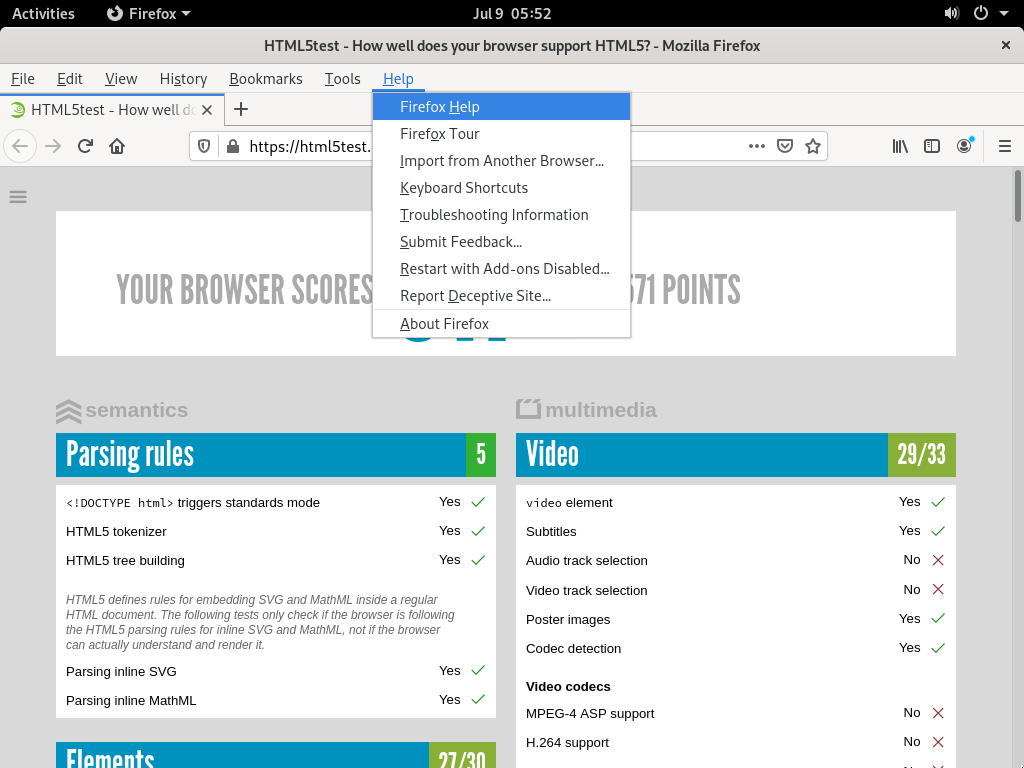 Activities Firefox Jul 9 05:52
HTML5test - How well does your browser support HTML5? - Mozilla Firefox
File Edit View History Bookmarks Tools Help
HTML5test - How well d
https://html5test.
Firefox Help
Firefox Tour
Import from Another Browser...
Keyboard Shortcuts
Troubleshooting Information
Submit Feedback...
Restart with Add-ons Disabled...
Report Deceptive Site...
About Firefox
YOUR BROWSER SCORES 571 POINTS
semantics
Parsing rules 5
<!DOCTYPE html> triggers standards mode Yes
HTML5 tokenizer Yes
HTML5 tree building Yes
HTML5 defines rules for embedding SVG and MathML inside a regular
HTML document. The following tests only check if the browser is following
the HTML5 parsing rules for inline SVG and MathML, not if the browser
can actually understand and render it.
Parsing inline SVG Yes
Parsing inline MathML Yes
Elements 27/30
multimedia
Video 29/33
video element Yes
Subtitles Yes
Audio track selection No
Video track selection No
Poster images Yes
Codec detection Yes
Video codecs
MPEG-4 ASP support No
H.264 support No